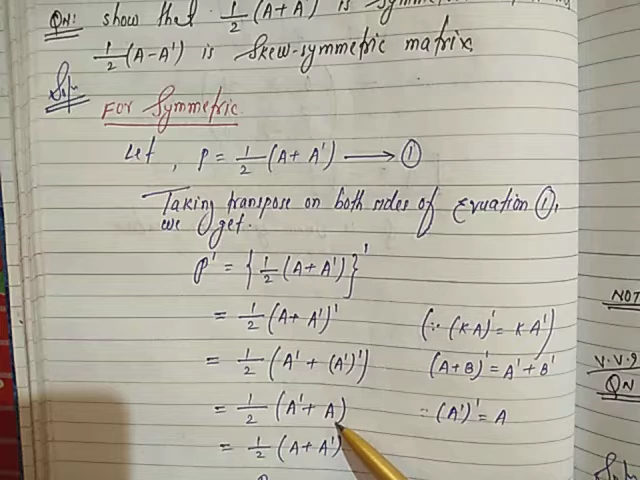 QN: show that 1/2 (A+A) is
1/2 (A-A') is Skew-symmetric matrix.
Soln
FOR Symmetric.
Let, P = 1/2 (A+ A') ⟶ ①
Taking transpose on both sides of Equation ①,
we get.
P' = {1/2 (A+A')}'
= 1/2 (A+ A')' (∵ (KA)' = KA')
= 1/2 (A' + (A')') (A+B)' = A'+B'
= 1/2 (A'+ A) ∵ (A')' = A
= 1/2 (A+ A')
NOT
V.V.9
QN